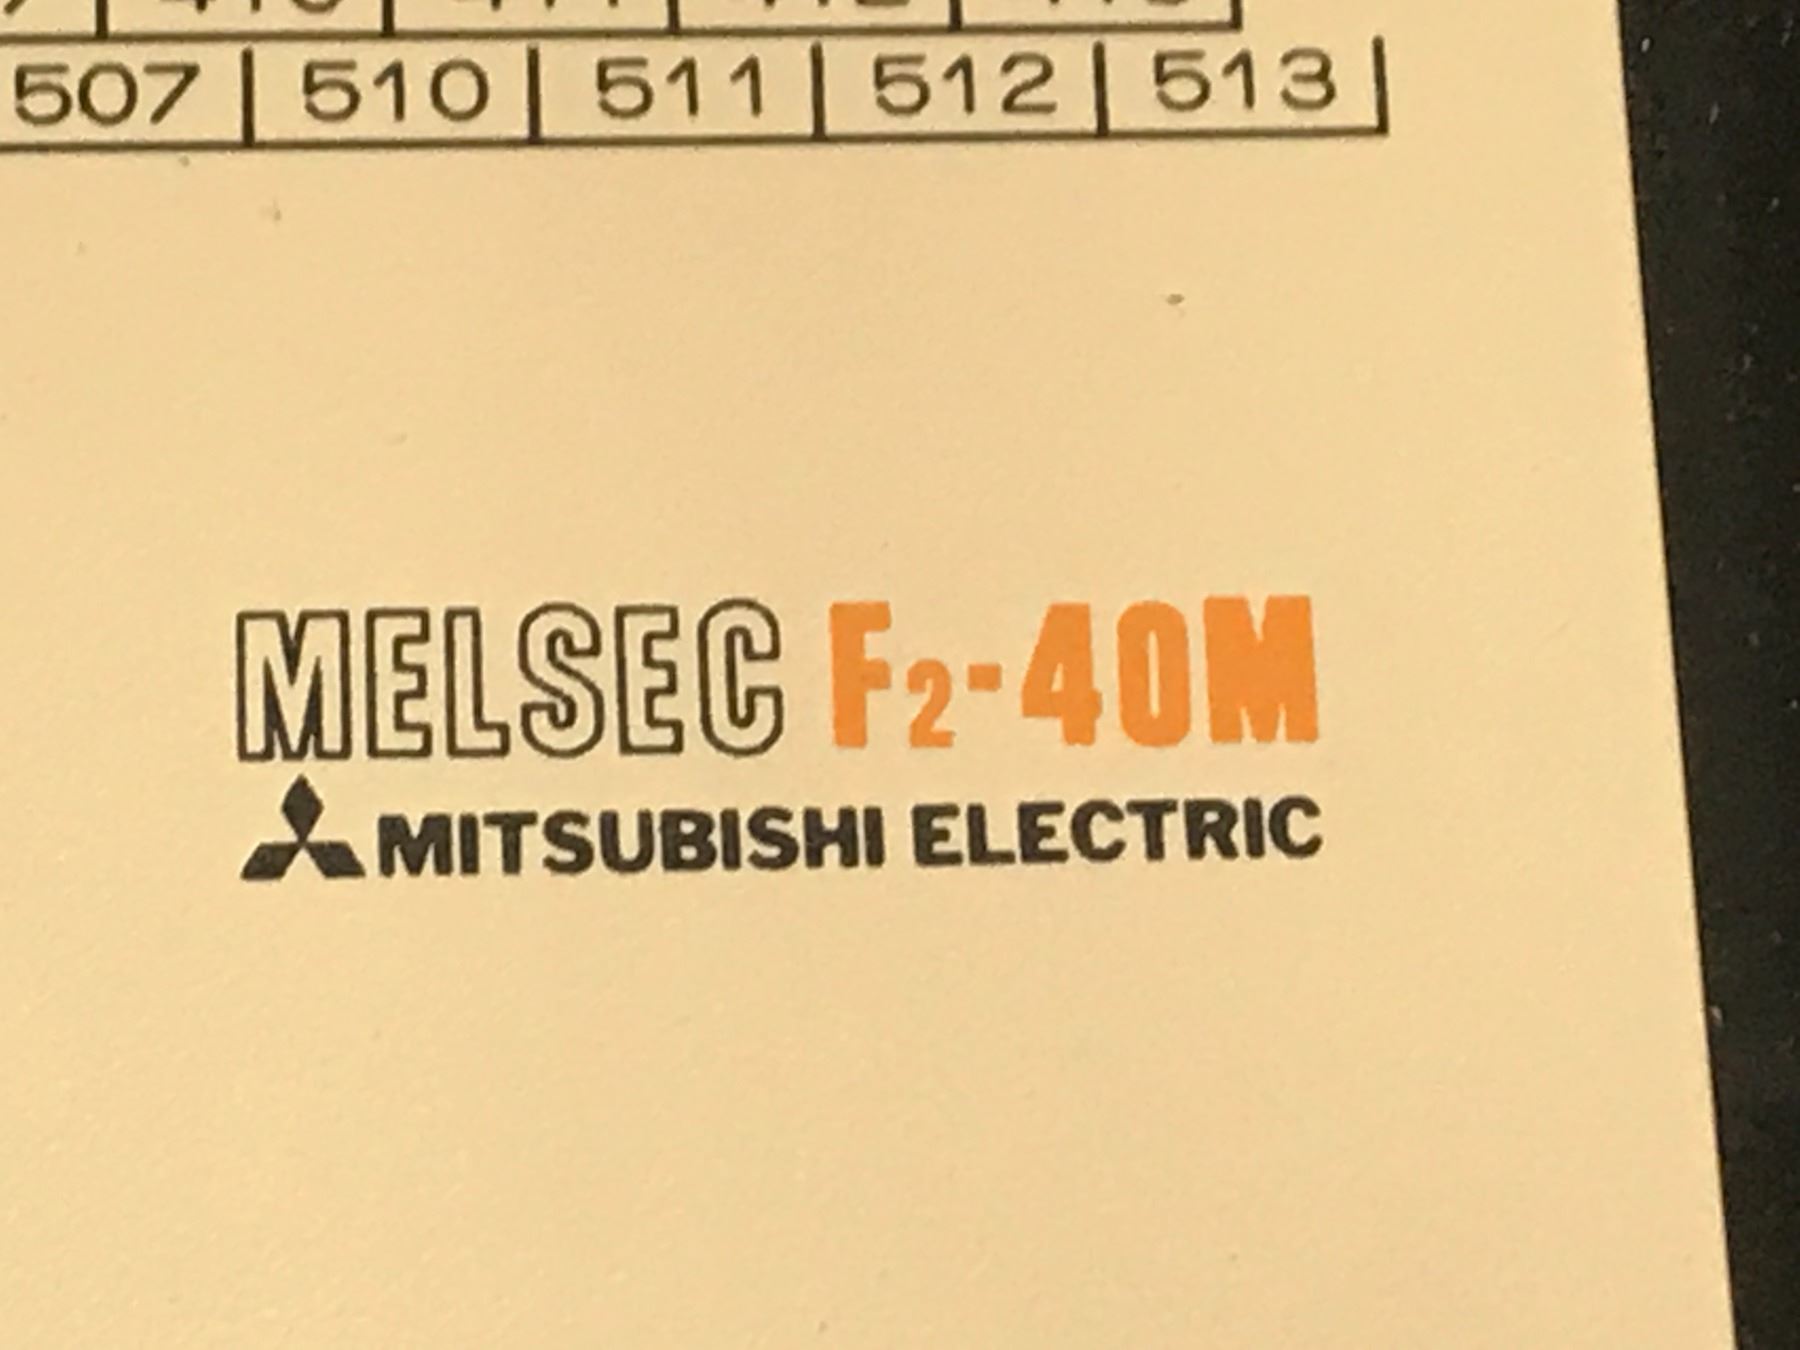 507 510 511 512 513
MELSEC F2-40M
MITSUBISHI ELECTRIC